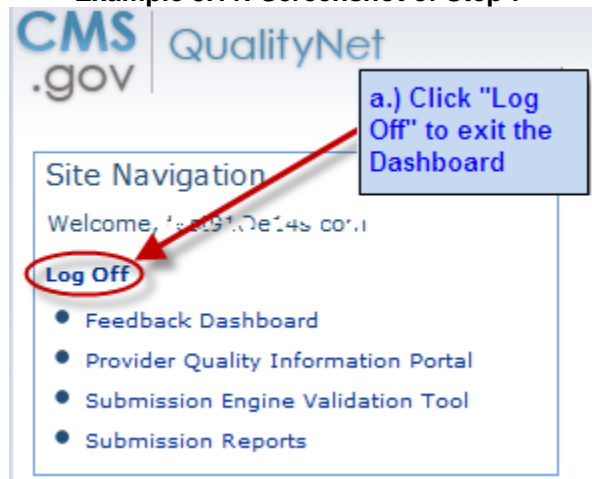 CMS
.gov
QualityNet
a.) Click "Log
Off" to exit the
Dashboard
Site Navigation
Welcome,
Log Off
Feedback Dashboard
Provider Quality Information Portal
Submission Engine Validation Tool
Submission Reports